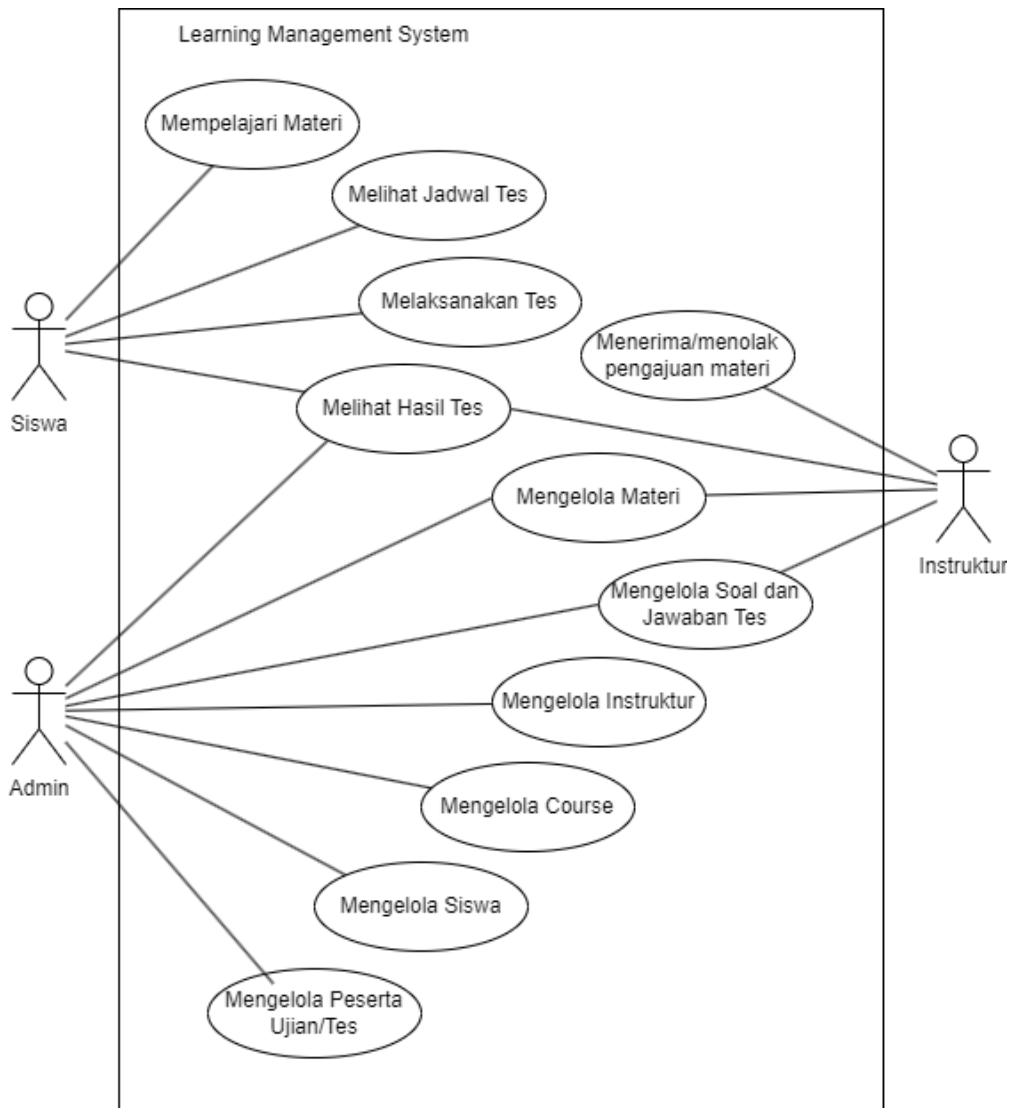 Learning Management System
Mempelajari Materi
Melihat Jadwal Tes
Melaksanakan Tes
Menerima/menolak
pengajuan materi
Melihat Hasil Tes
Siswa
Mengelola Materi
Instruktur
Mengelola Soal dan
Jawaban Tes
Mengelola Instruktur
Admin
Mengelola Course
Mengelola Siswa
Mengelola Peserta
Ujian/Tes